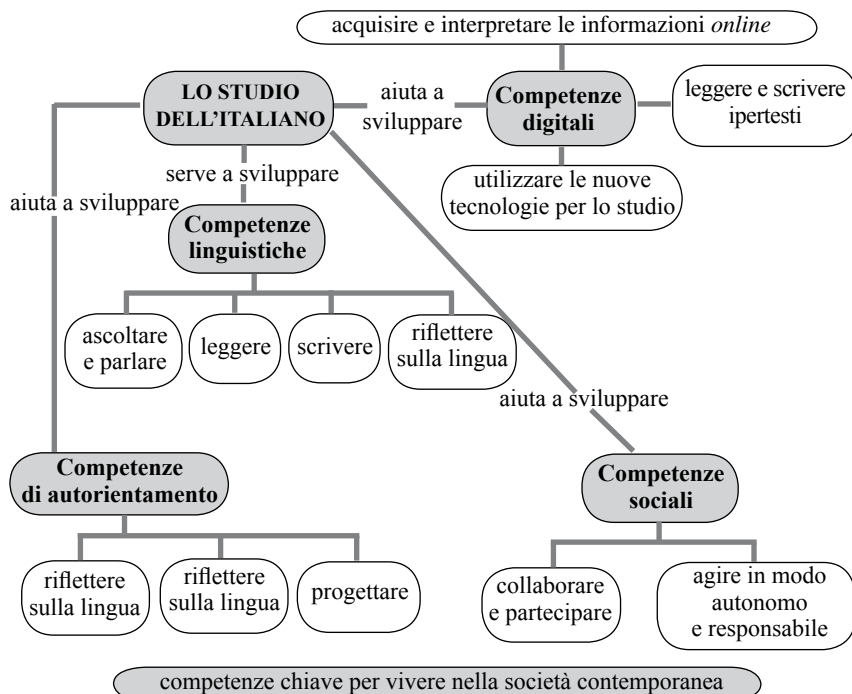 acquisire e interpretare le informazioni online
LO STUDIO
DELL'ITALIANO
aiuta a
sviluppare
Competenze
digitali
leggere e scrivere
ipertesti
serve a sviluppare
utilizzare le nuove
tecnologie per lo studio
aiuta a sviluppare
Competenze
linguistiche
ascoltare
e parlare
leggere
scrivere
riflettere
sulla lingua
aiuta a sviluppare
Competenze
di autorientamento
Competenze
sociali
riflettere
sulla lingua
riflettere
sulla lingua
progettare
collaborare
e partecipare
agire in modo
autonomo
e responsabile
competenze chiave per vivere nella società contemporanea